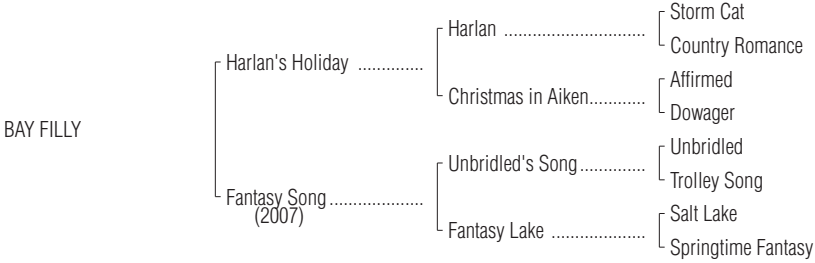 Storm Cat
Harlan ..............................
Country Romance
Harlan's Holiday ..............
Affirmed
Christmas in Aiken............
Dowager
BAY FILLY
Unbridled
Unbridled's Song..............
Trolley Song
Fantasy Song....................
(2007)
Salt Lake
Fantasy Lake ....................
Springtime Fantasy